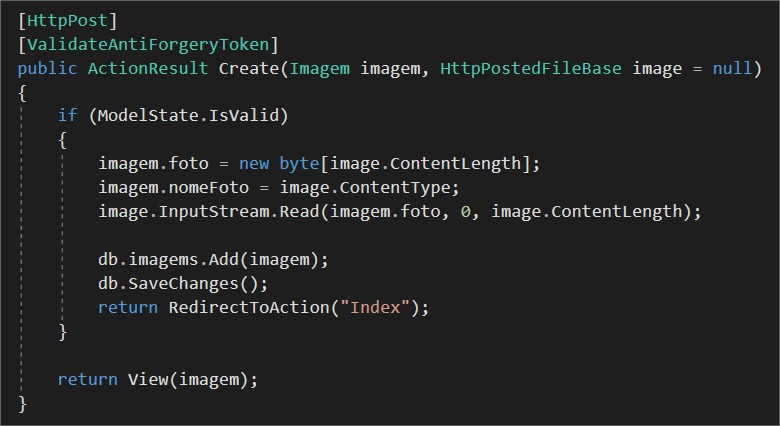 [HttpPost]
[ValidateAntiForgeryToken]
public ActionResult Create(Imagem imagem, HttpPostedFileBase image = null)
{
if (ModelState.IsValid)
{
imagem.foto = new byte[image.ContentLength];
imagem.nomeFoto = image.ContentType;
image.InputStream.Read(imagem.foto, 0, image.ContentLength);
db.imagems.Add(imagem);
db.SaveChanges();
return RedirectToAction("Index");
}
return View(imagem);
}